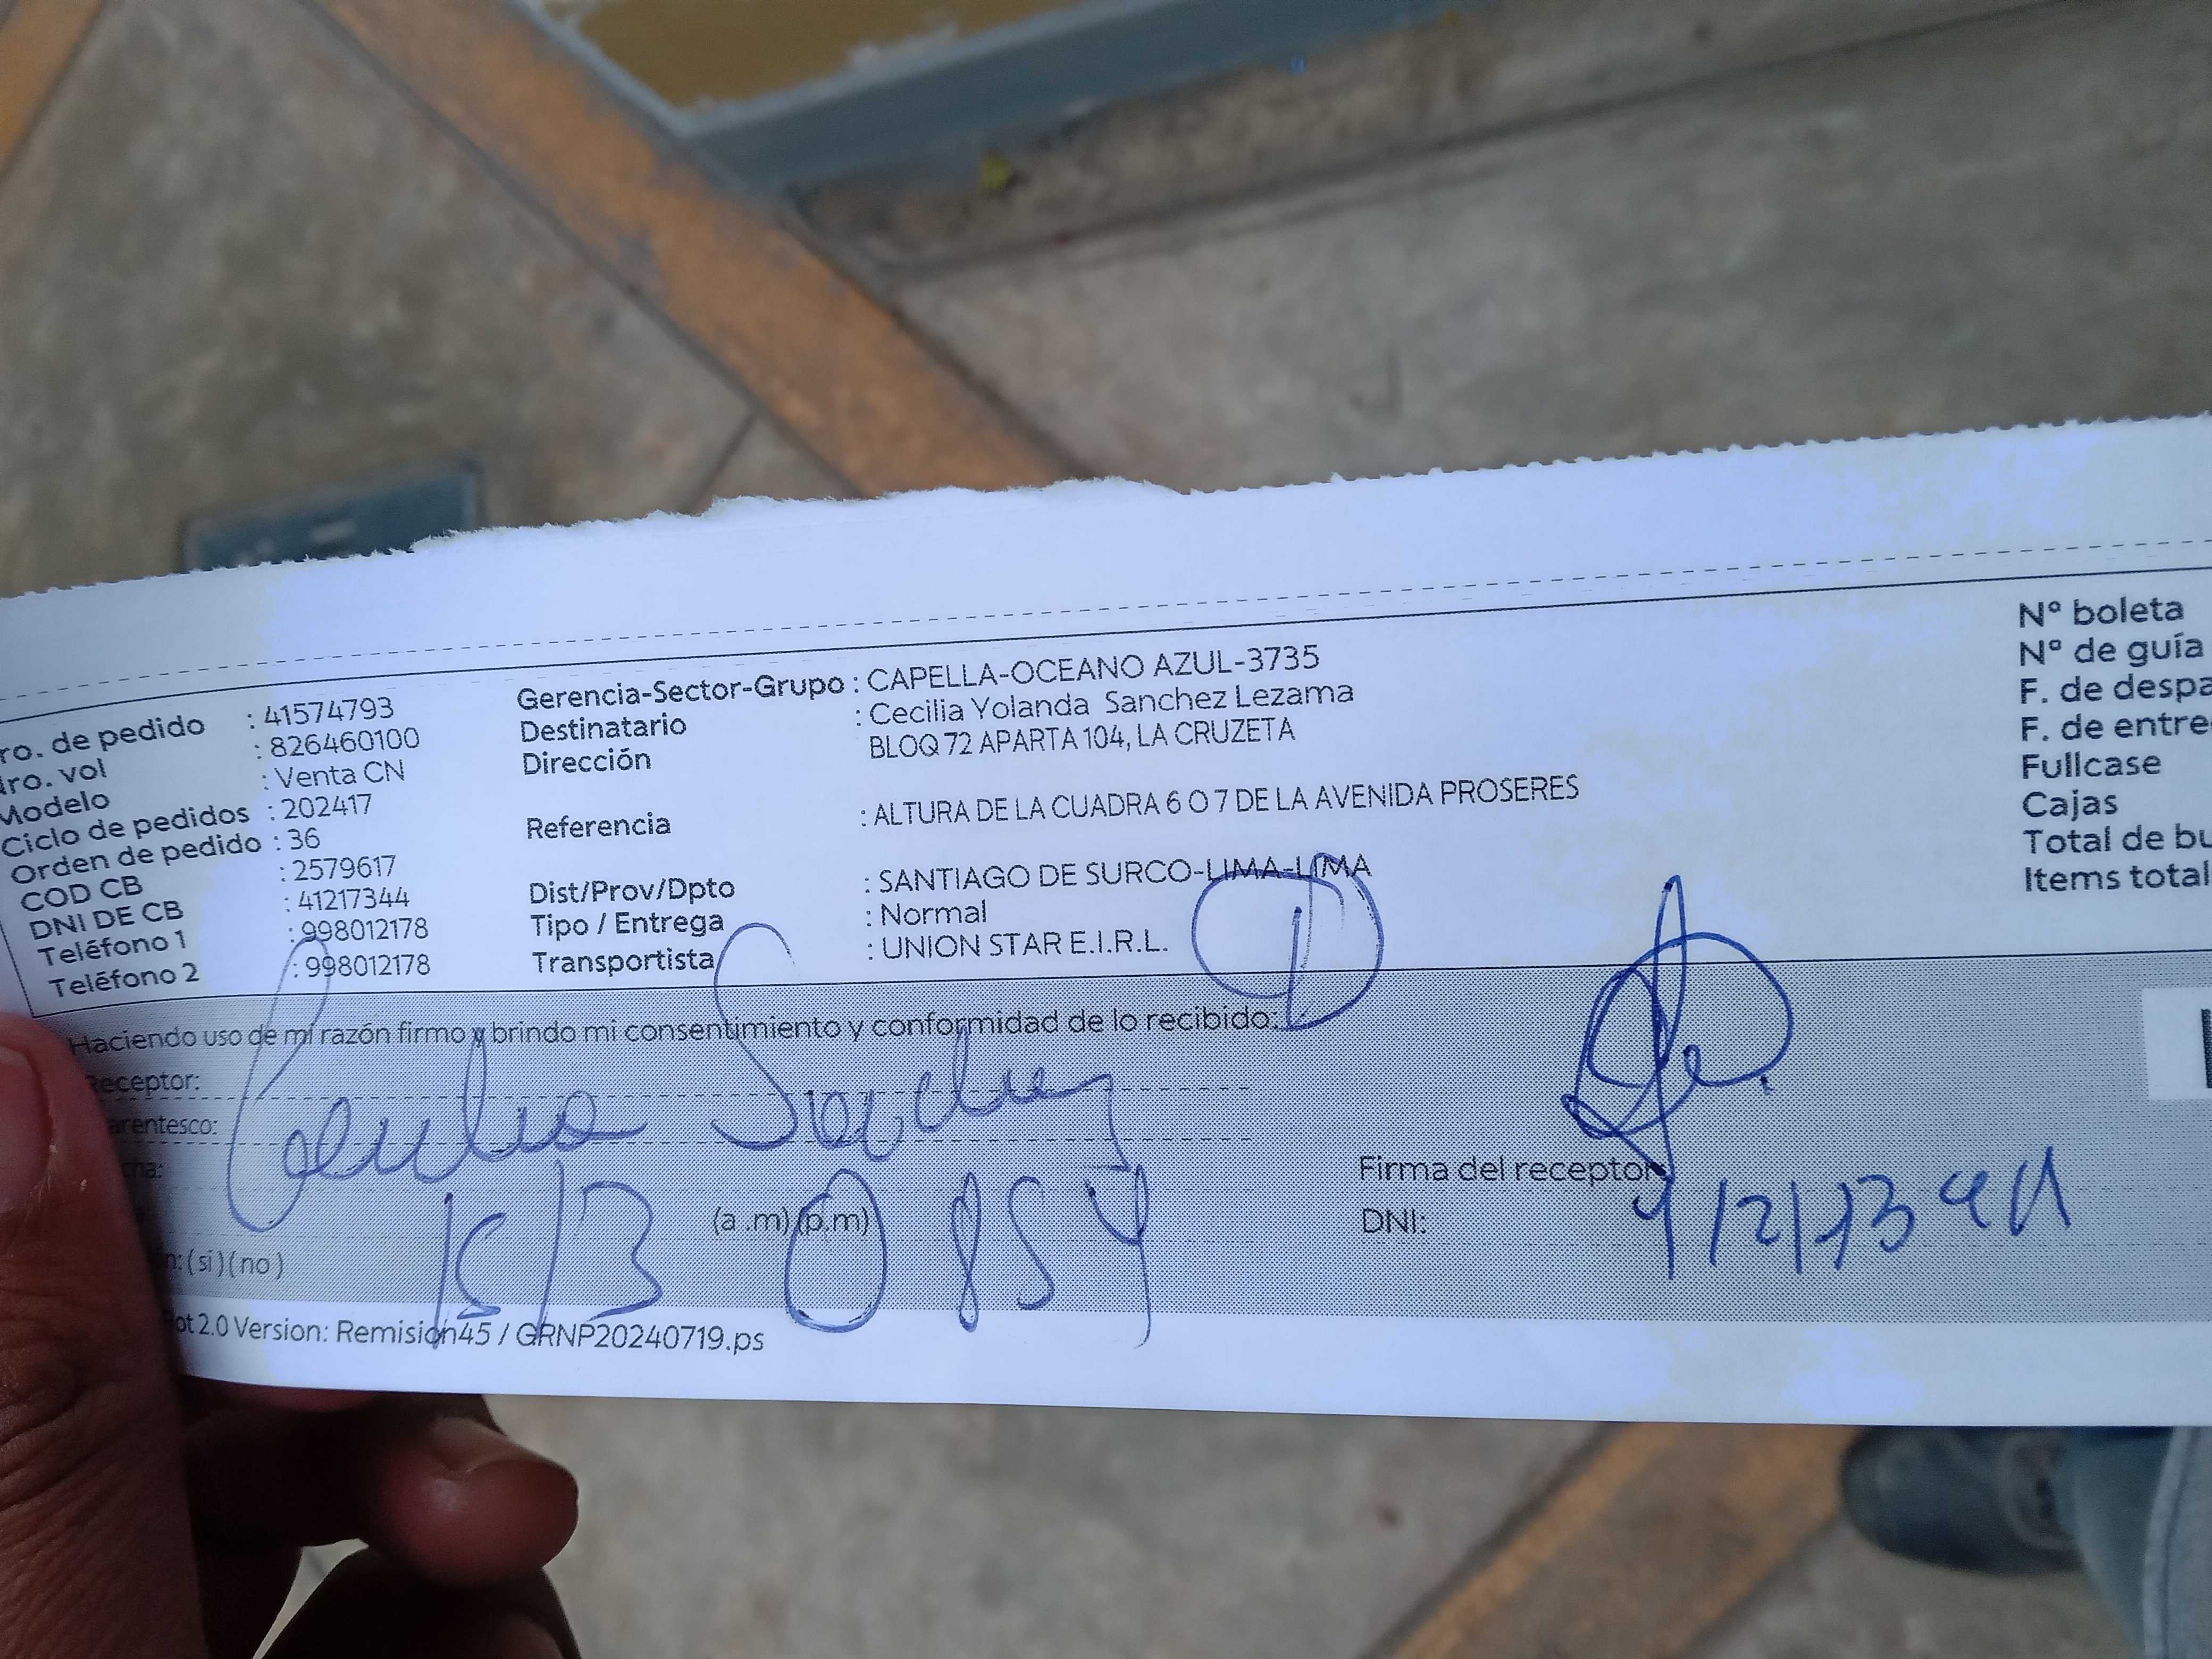 ro. de pedido : 41574793
ro. vol : 826460100
Modelo : Venta CN
Ciclo de pedidos : 202417
Orden de pedido : 36
COD CB : 2579617
DNI DE CB : 41217344
Teléfono 1 : 998012178
Teléfono 2 : 998012178
Gerencia-Sector-Grupo : CAPELLA-OCEANO AZUL-3735
Destinatario : Cecilia Yolanda Sanchez Lezama
Dirección BLOQ 72 APARTA 104, LA CRUZETA
Referencia : ALTURA DE LA CUADRA 6 O 7 DE LA AVENIDA PROSERES
Dist/Prov/Dpto : SANTIAGO DE SURCO-LIMA-LIMA
Tipo / Entrega : Normal
Transportista : UNION STAR E.I.R.L.
Nº boleta
Nº de guía
F. de despa
F. de entre
Fullcase
Cajas
Total de bu
Items total
Haciendo uso de mi razón firmo y brindo mi consentimiento y conformidad de lo recibido:
Receptor: Cecilia Sanchez
arentesco:
cha:
(a .m) (p.m)
n: (si) (no)
Firma del receptor
DNI:
ot 2.0 Version: Remision45 / GRNP20240719.ps